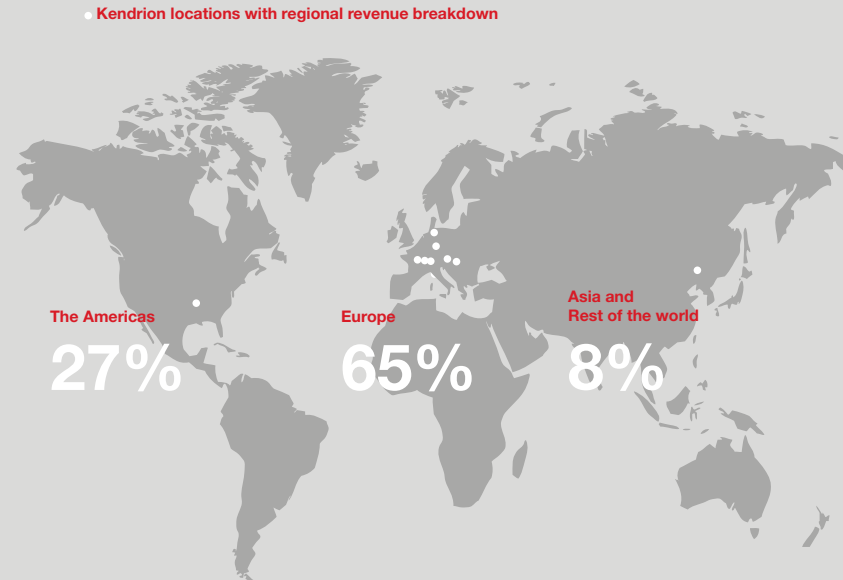 Kendrion locations with regional revenue breakdown
The Americas
27%
Europe
65%
Asia and
Rest of the world
8%